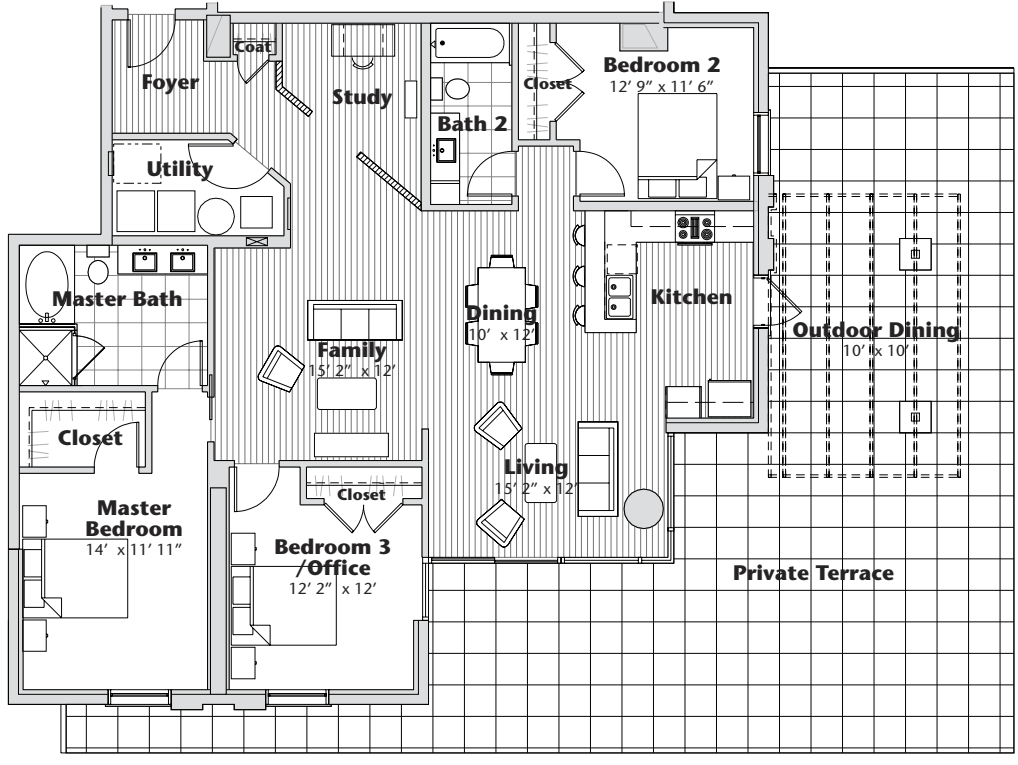 Coat
Foyer
Study
Closet
Bedroom 2
12' 9" x 11' 6"
Bath 2
Utility
Master Bath
Dining
10' x 12'
Kitchen
Outdoor Dining
10' x 10'
Family
15' 2" x 12'
Closet
Living
15' 2" x 12'
Closet
Master
Bedroom
14' x 11' 11"
Bedroom 3
/Office
12' 2" x 12'
Private Terrace